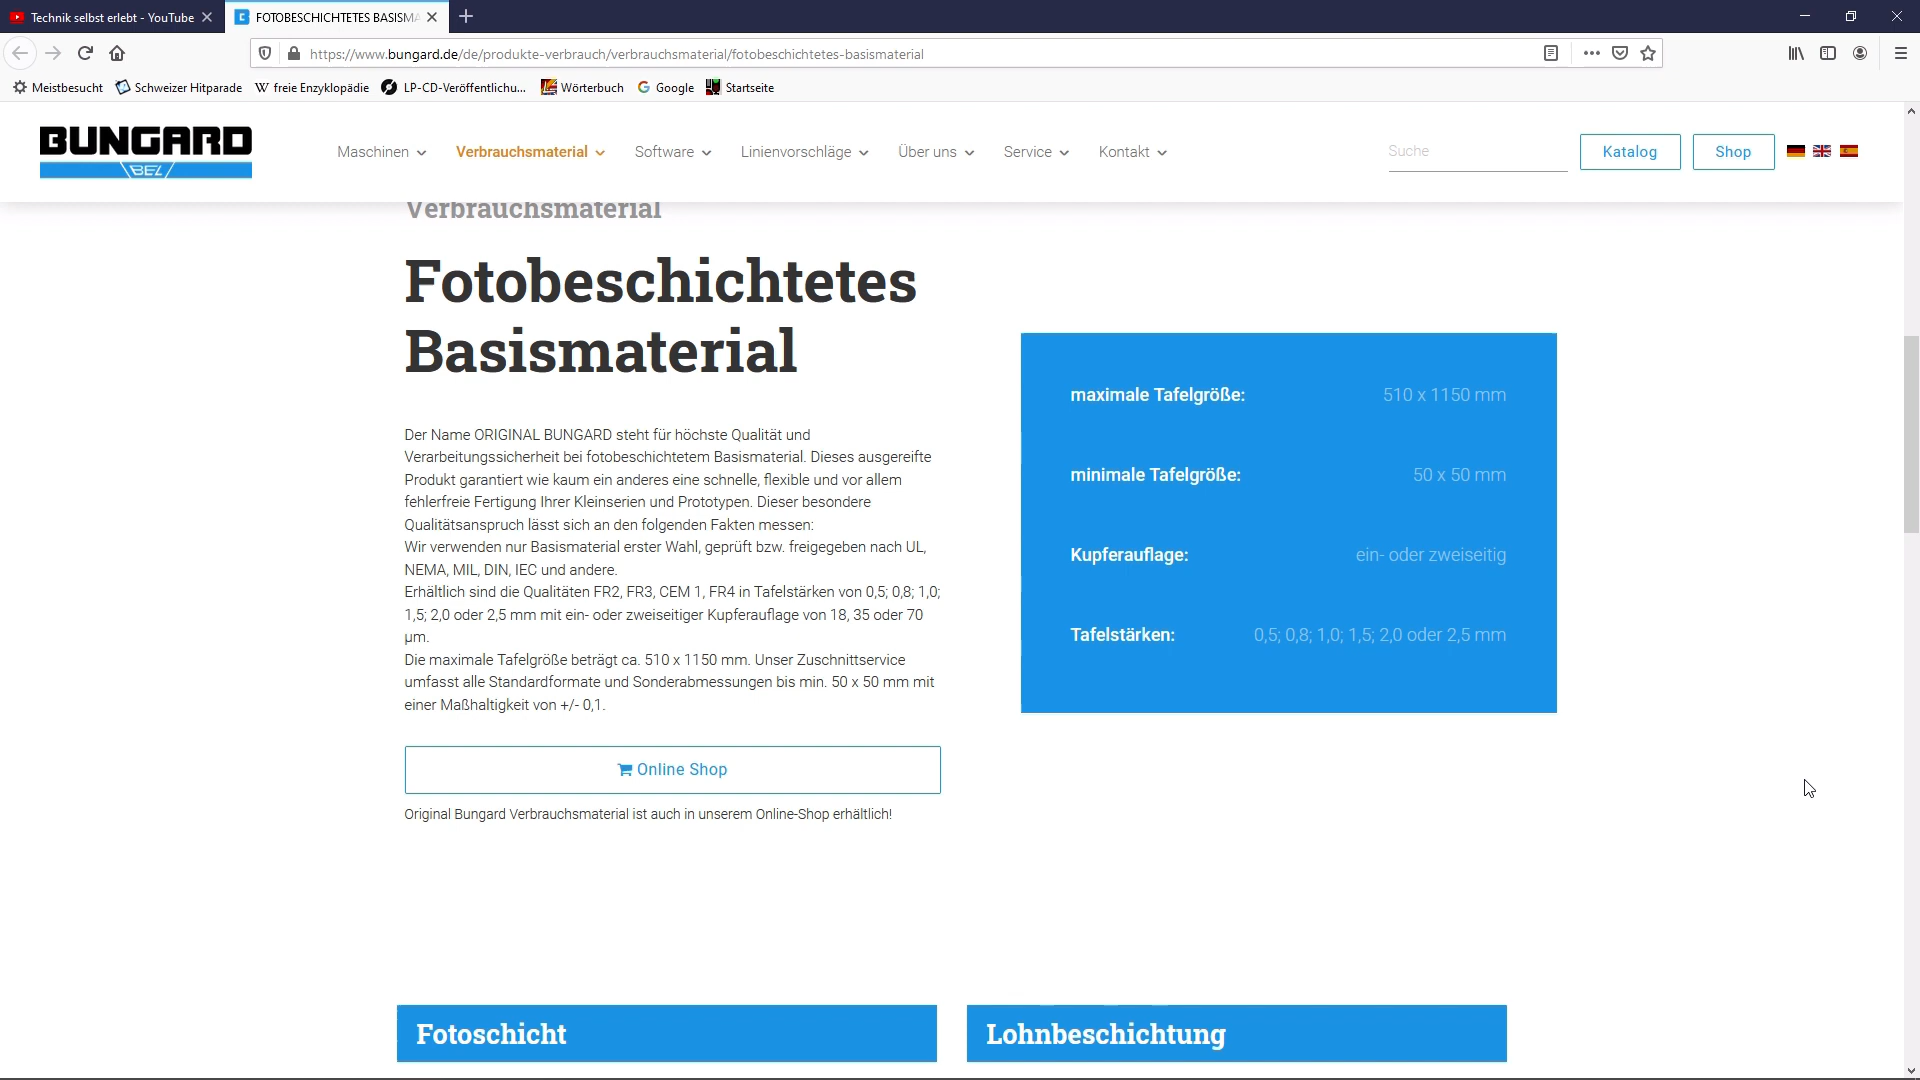 Technik selbst erlebt - YouTube
FOTOBESCHICHTETES BASISMA
https://www.bungard.de/de/produkte-verbrauch/verbrauchsmaterial/fotobeschichtetes-basismaterial
Meistbesucht
Schweizer Hitparade
W freie Enzyklopädie
LP-CD-Veröffentlichu...
Wörterbuch
G Google
Startseite
BUNGARD
BEL
Maschinen
Verbrauchsmaterial
Software
Linienvorschläge
Über uns
Service
Kontakt
Suche
Katalog
Shop
Verbrauchsmaterial
Fotobeschichtetes
Basismaterial
Der Name ORIGINAL BUNGARD steht für höchste Qualität und
Verarbeitungssicherheit bei fotobeschichtetem Basismaterial. Dieses ausgereifte
Produkt garantiert wie kaum ein anderes eine schnelle, flexible und vor allem
fehlerfreie Fertigung Ihrer Kleinserien und Prototypen. Dieser besondere
Qualitätsanspruch lässt sich an den folgenden Fakten messen:
Wir verwenden nur Basismaterial erster Wahl, geprüft bzw. freigegeben nach UL,
NEMA, MIL, DIN, IEC und andere.
Erhältlich sind die Qualitäten FR2, FR3, CEM 1, FR4 in Tafelstärken von 0,5; 0,8; 1,0;
1,5; 2,0 oder 2,5 mm mit ein- oder zweiseitiger Kupferauflage von 18, 35 oder 70
µm.
Die maximale Tafelgröße beträgt ca. 510 x 1150 mm. Unser Zuschnittservice
umfasst alle Standardformate und Sonderabmessungen bis min. 50 x 50 mm mit
einer Maßhaltigkeit von +/- 0,1.
Online Shop
Original Bungard Verbrauchsmaterial ist auch in unserem Online-Shop erhältlich!
maximale Tafelgröße: 510 x 1150 mm
minimale Tafelgröße: 50 x 50 mm
Kupferauflage: ein- oder zweiseitig
Tafelstärken: 0,5; 0,8; 1,0; 1,5; 2,0 oder 2,5 mm
Fotoschicht
Lohnbeschichtung